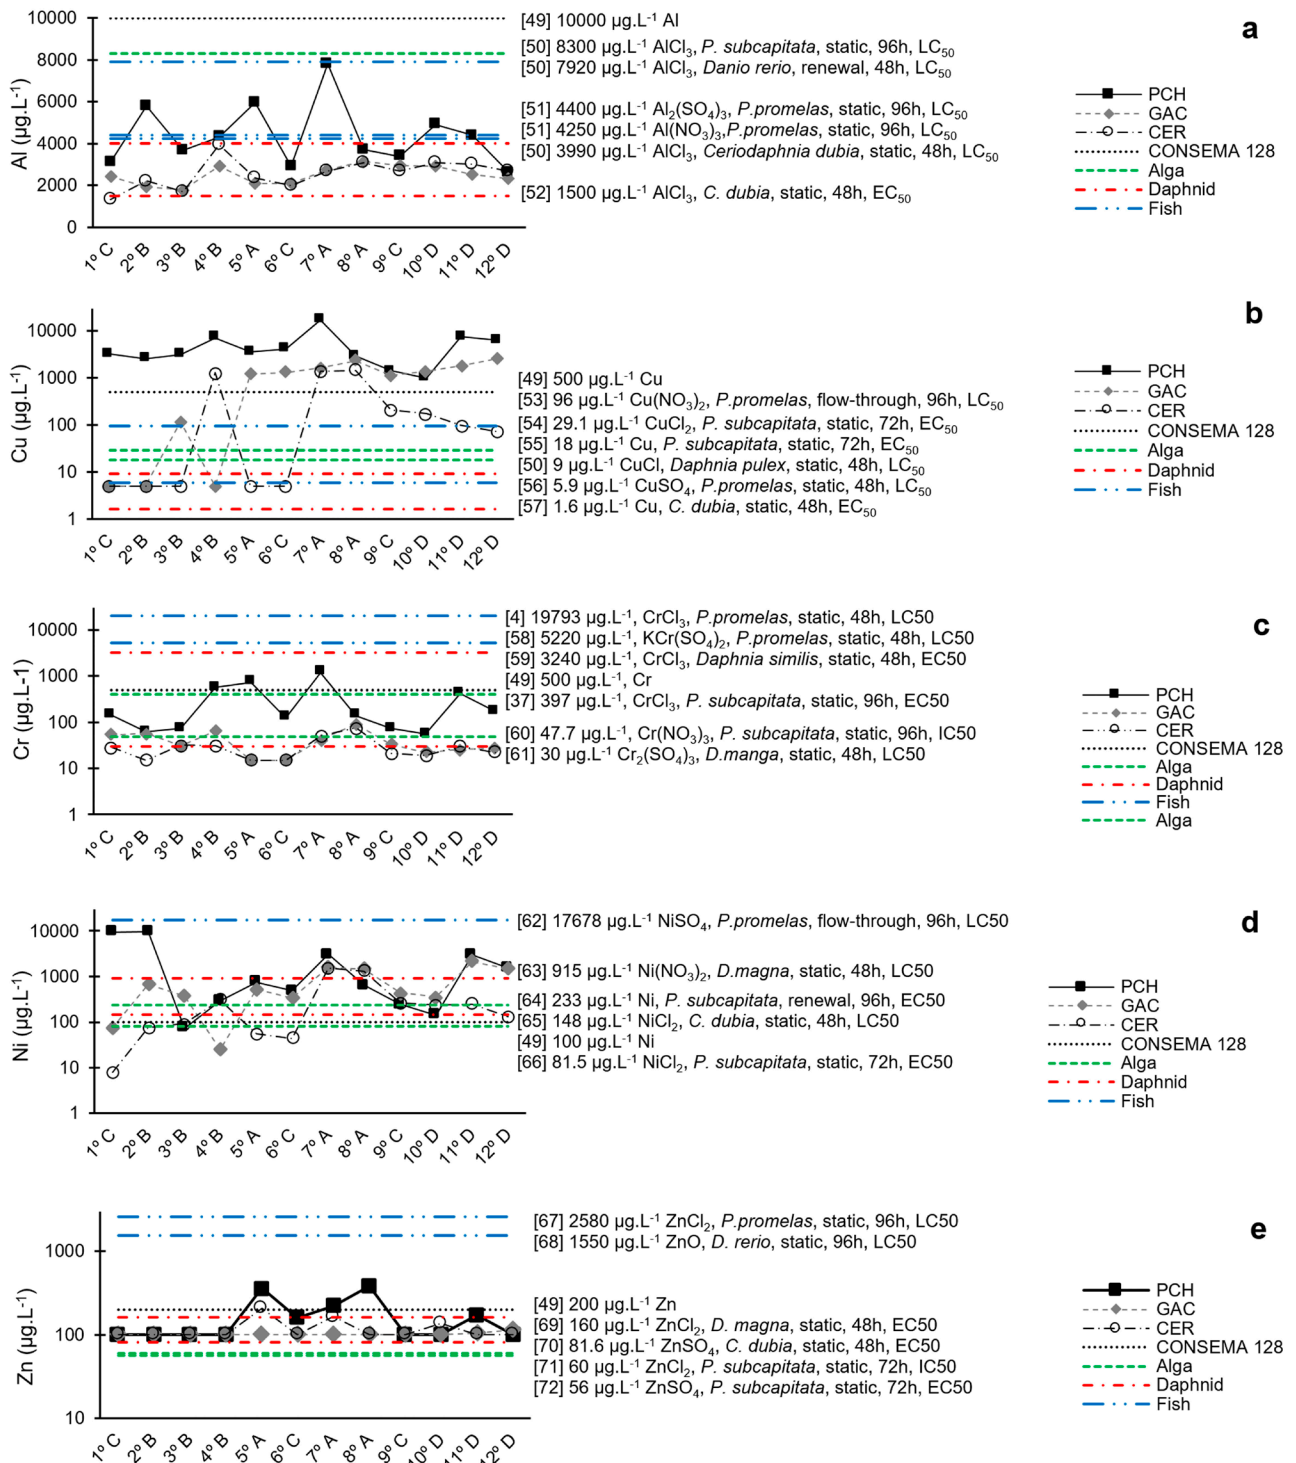 a
Al (µg.L⁻¹)
10000
8000
6000
4000
2000
0
1º C
2º B
3º B
4º B
5º A
6º C
7º A
8º A
9º C
10º D
11º D
12º D
[49] 10000 µg.L⁻¹ Al
[50] 8300 µg.L⁻¹ AlCl₃, P. subcapitata, static, 96h, LC₅₀
[50] 7920 µg.L⁻¹ AlCl₃, Danio rerio, renewal, 48h, LC₅₀
[51] 4400 µg.L⁻¹ Al₂(SO₄)₃, P.promelas, static, 96h, LC₅₀
[51] 4250 µg.L⁻¹ Al(NO₃)₃,P.promelas, static, 96h, LC₅₀
[50] 3990 µg.L⁻¹ AlCl₃, Ceriodaphnia dubia, static, 48h, LC₅₀
[52] 1500 µg.L⁻¹ AlCl₃, C. dubia, static, 48h, EC₅₀
PCH
GAC
CER
CONSEMA 128
Alga
Daphnid
Fish
b
Cu (µg.L⁻¹)
10000
1000
100
10
1
1º C
2º B
3º B
4º B
5º A
6º C
7º A
8º A
9º C
10º D
11º D
12º D
[49] 500 µg.L⁻¹ Cu
[53] 96 µg.L⁻¹ Cu(NO₃)₂, P.promelas, flow-through, 96h, LC₅₀
[54] 29.1 µg.L⁻¹ CuCl₂, P. subcapitata, static, 72h, EC₅₀
[55] 18 µg.L⁻¹ Cu, P. subcapitata, static, 72h, EC₅₀
[50] 9 µg.L⁻¹ CuCl, Daphnia pulex, static, 48h, LC₅₀
[56] 5.9 µg.L⁻¹ CuSO₄, P.promelas, static, 48h, LC₅₀
[57] 1.6 µg.L⁻¹ Cu, C. dubia, static, 48h, EC₅₀
PCH
GAC
CER
CONSEMA 128
Alga
Daphnid
Fish
c
Cr (µg.L-1)
10000
1000
100
10
1
1º C
2º B
3º B
4º B
5º A
6º C
7º A
8º A
9º C
10º D
11º D
12º D
[4] 19793 µg.L⁻¹, CrCl₃, P.promelas, static, 48h, LC50
[58] 5220 µg.L⁻¹, KCr(SO₄)₂, P.promelas, static, 48h, LC50
[59] 3240 µg.L⁻¹, CrCl₃, Daphnia similis, static, 48h, EC50
[49] 500 µg.L⁻¹, Cr
[37] 397 µg.L⁻¹, CrCl₃, P. subcapitata, static, 96h, EC50
[60] 47.7 µg.L⁻¹, Cr(NO₃)₃, P. subcapitata, static, 96h, IC50
[61] 30 µg.L⁻¹ Cr₂(SO₄)₃, D.manga, static, 48h, LC50
PCH
GAC
CER
CONSEMA 128
Alga
Daphnid
Fish
Alga
d
Ni (µg.L⁻¹)
10000
1000
100
10
1
1º C
2º B
3º B
4º B
5º A
6º C
7º A
8º A
9º C
10º D
11º D
12º D
[62] 17678 µg.L⁻¹ NiSO₄, P.promelas, flow-through, 96h, LC50
[63] 915 µg.L⁻¹ Ni(NO₃)₂, D.magna, static, 48h, LC50
[64] 233 µg.L⁻¹ Ni, P. subcapitata, renewal, 96h, EC50
[65] 148 µg.L⁻¹ NiCl₂, C. dubia, static, 48h, LC50
[49] 100 µg.L⁻¹ Ni
[66] 81.5 µg.L⁻¹ NiCl₂, P. subcapitata, static, 72h, EC50
PCH
GAC
CER
CONSEMA 128
Alga
Daphnid
Fish
e
Zn (µg.L⁻¹)
1000
100
10
1º C
2º B
3º B
4º B
5º A
6º C
7º A
8º A
9º C
10º D
11º D
12º D
[67] 2580 µg.L⁻¹ ZnCl₂, P.promelas, static, 96h, LC50
[68] 1550 µg.L⁻¹ ZnO, D. rerio, static, 96h, LC50
[49] 200 µg.L⁻¹ Zn
[69] 160 µg.L⁻¹ ZnCl₂, D. magna, static, 48h, EC50
[70] 81.6 µg.L⁻¹ ZnSO₄, C. dubia, static, 48h, EC50
[71] 60 µg.L⁻¹ ZnCl₂, P. subcapitata, static, 72h, IC50
[72] 56 µg.L⁻¹ ZnSO₄, P. subcapitata, static, 72h, EC50
PCH
GAC
CER
CONSEMA 128
Alga
Daphnid
Fish